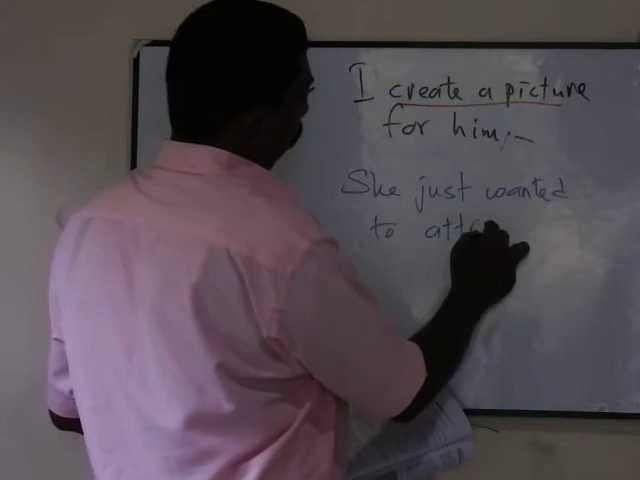 I create a picture
for him,-
She just wanted
to att